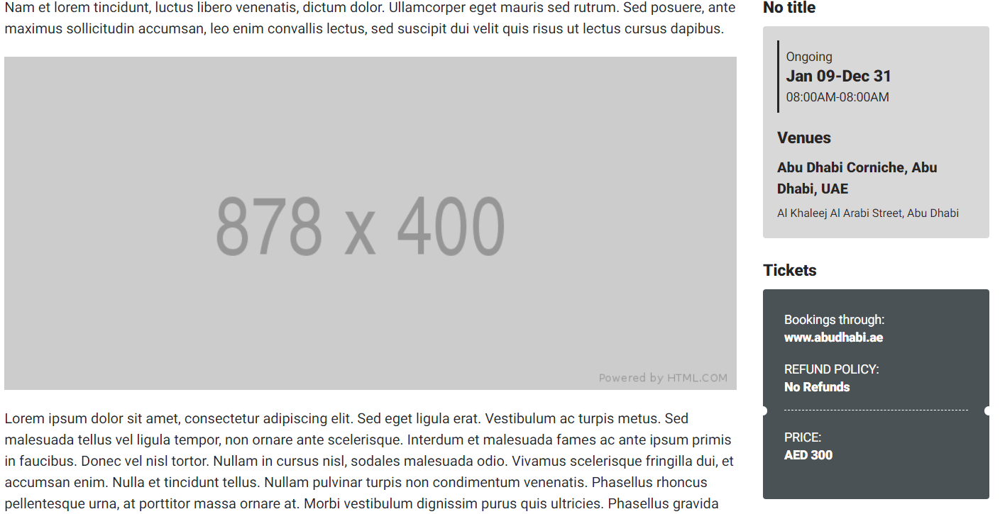 Nam et lorem tincidunt, luctus libero venenatis, dictum dolor. Ullamcorper eget mauris sed rutrum. Sed posuere, ante
maximus sollicitudin accumsan, leo enim convallis lectus, sed suscipit dui velit quis risus ut lectus cursus dapibus.
878 x 400
Powered by HTML.COM
Lorem ipsum dolor sit amet, consectetur adipiscing elit. Sed eget ligula erat. Vestibulum ac turpis metus. Sed
malesuada tellus vel ligula tempor, non ornare ante scelerisque. Interdum et malesuada fames ac ante ipsum primis
in faucibus. Donec vel nisl tortor. Nullam in cursus nisl, sodales malesuada odio. Vivamus scelerisque fringilla dui, et
accumsan enim. Nulla et tincidunt tellus. Nullam pulvinar turpis non condimentum venenatis. Phasellus rhoncus
pellentesque urna, at porttitor massa ornare at. Morbi vestibulum dignissim purus quis ultricies. Phasellus gravida
No title
Ongoing
Jan 09-Dec 31
08:00AM-08:00AM
Venues
Abu Dhabi Corniche, Abu
Dhabi, UAE
Al Khaleej Al Arabi Street, Abu Dhabi
Tickets
Bookings through:
www.abudhabi.ae
REFUND POLICY:
No Refunds
PRICE:
AED 300